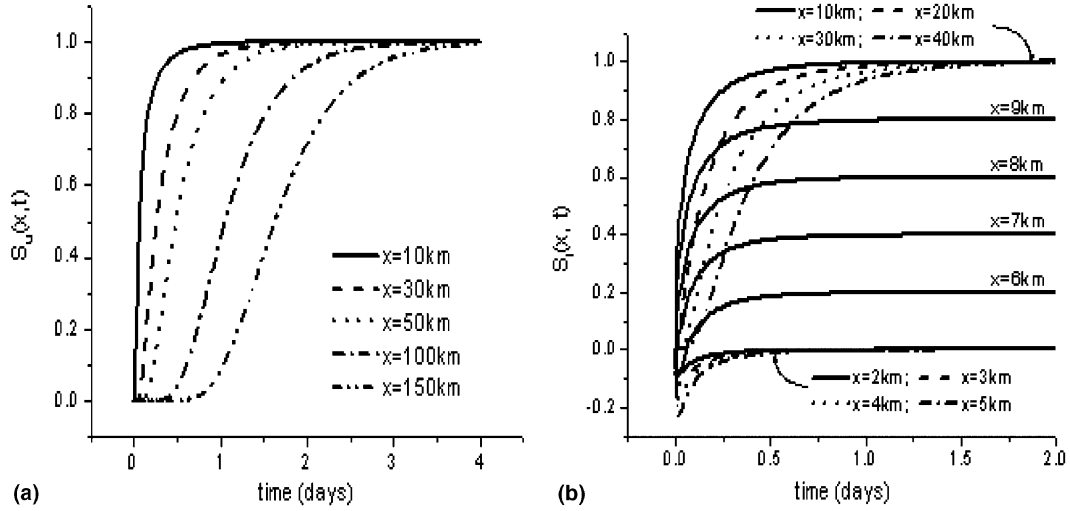 1.0
0.8
0.6
0.4
0.2
0.0
Su(x,t)
x=10km
x=30km
x=50km
x=100km
x=150km
0 1 2 3 4
time (days)
(a)
x=10km; x=20km
x=30km; x=40km
1.0
0.8
0.6
0.4
0.2
0.0
-0.2
Si(x, t)
x=9km
x=8km
x=7km
x=6km
x=2km; x=3km
x=4km; x=5km
0.0 0.5 1.0 1.5 2.0
time (days)
(b)